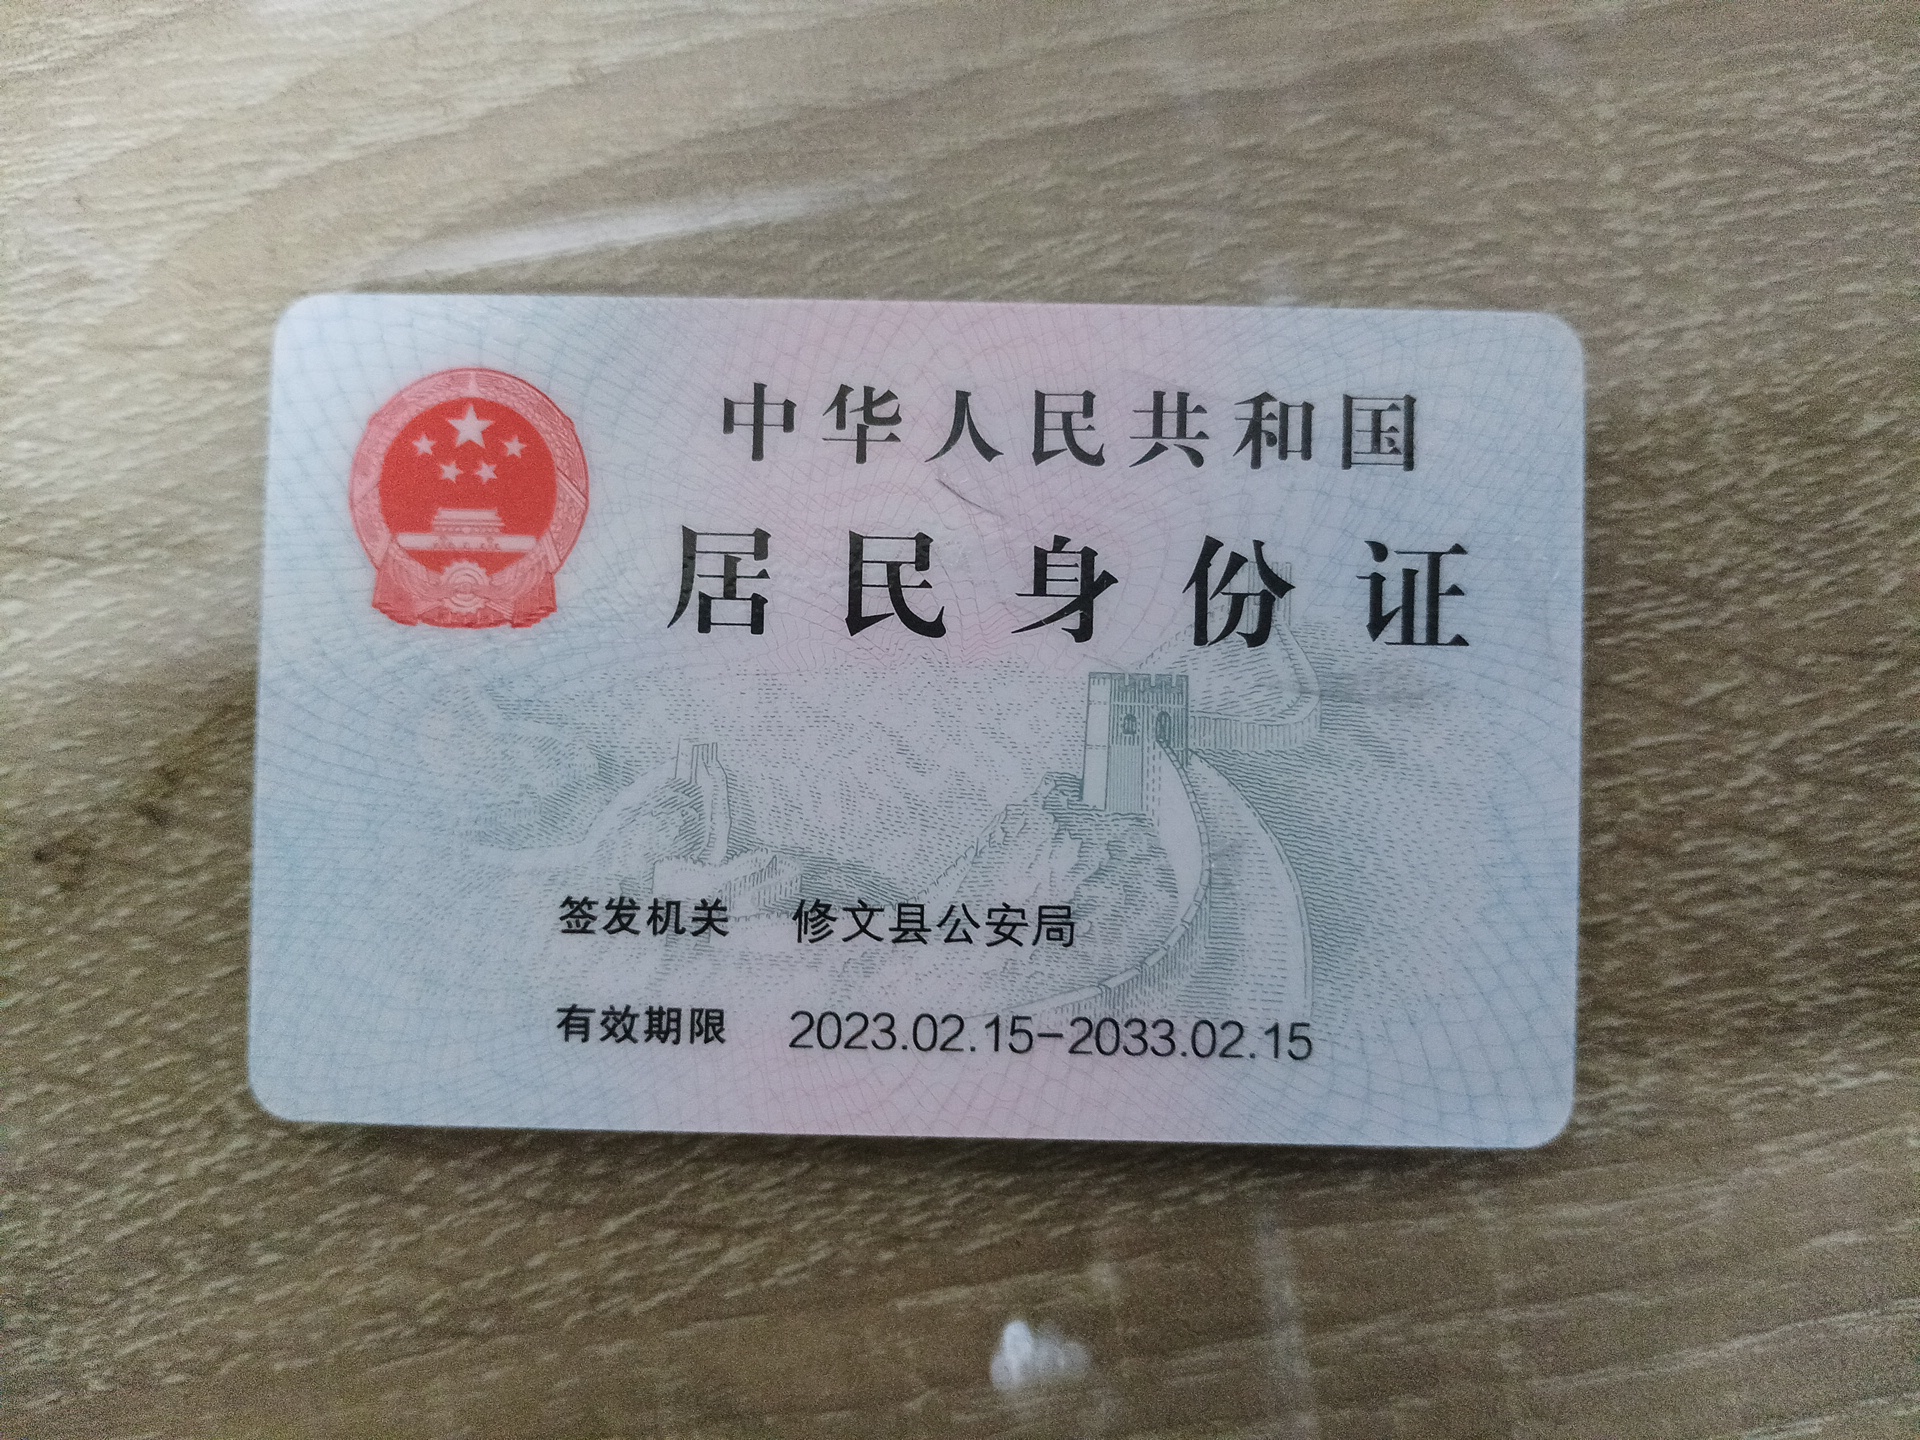 中华人民共和国
居民身份证
签发机关 修文县公安局
有效期限 2023.02.15-2033.02.15